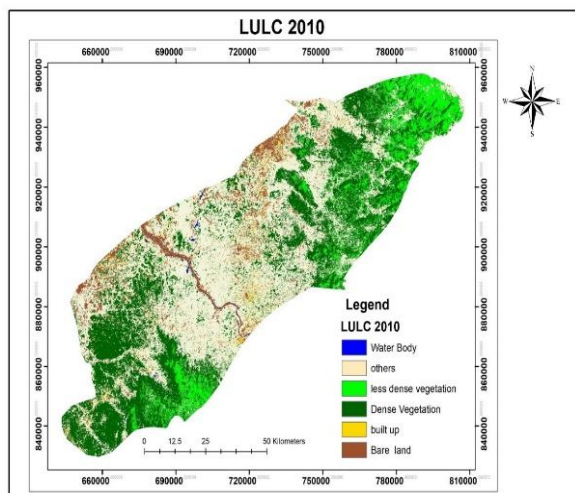 LULC 2010
660000 690000 720000 750000 780000 810000
960000
940000
920000
900000
880000
860000
840000
960000
940000
920000
900000
880000
860000
840000
N
W E
S
Legend
LULC 2010
Water Body
others
less dense vegetation
Dense Vegetation
built up
Bare land
0 12.5 25 50 Kilometers
660000 690000 720000 750000 780000 810000